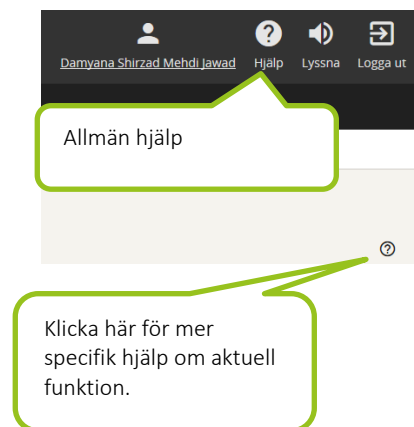 Damyana Shirzad Mehdi Jawad Hjälp Lyssna Logga ut
Allmän hjälp
Klicka här för mer
specifik hjälp om aktuell
funktion.